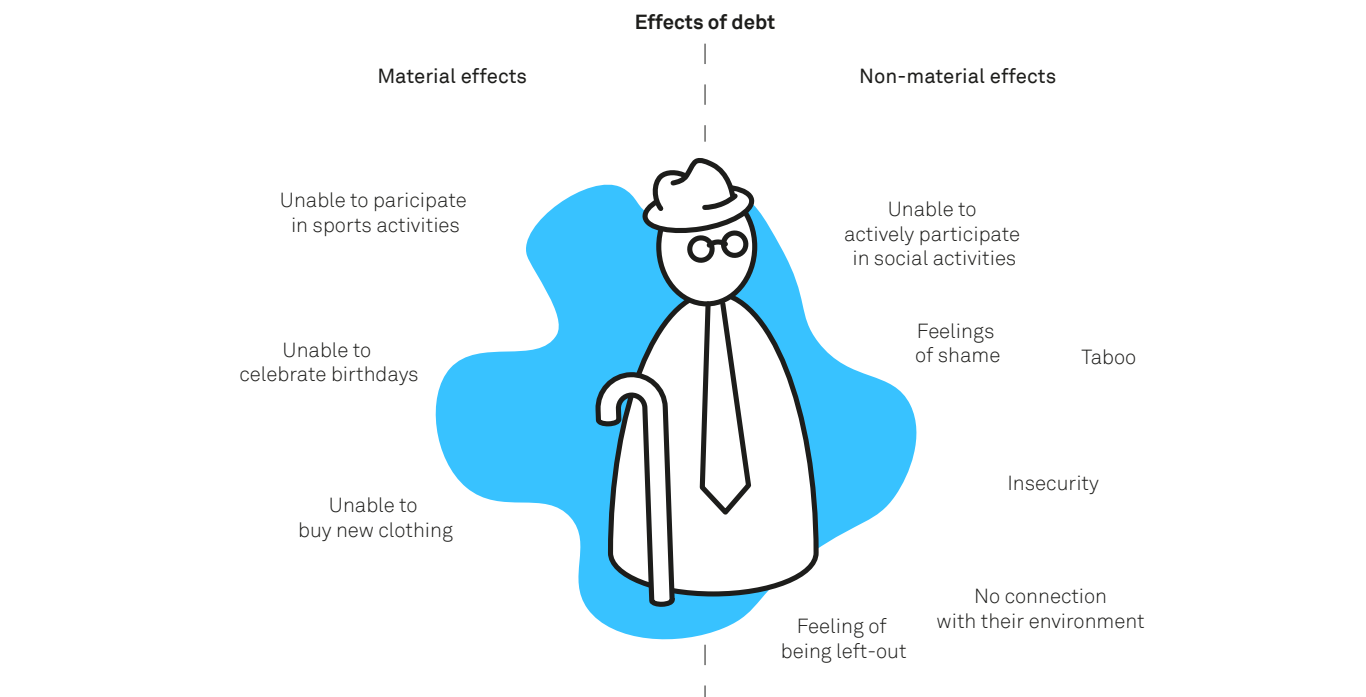 Effects of debt
Material effects
Non-material effects
Unable to paricipate
in sports activities
Unable to
celebrate birthdays
Unable to
buy new clothing
Unable to
actively participate
in social activities
Feelings
of shame
Taboo
Insecurity
No connection
with their environment
Feeling of
being left-out